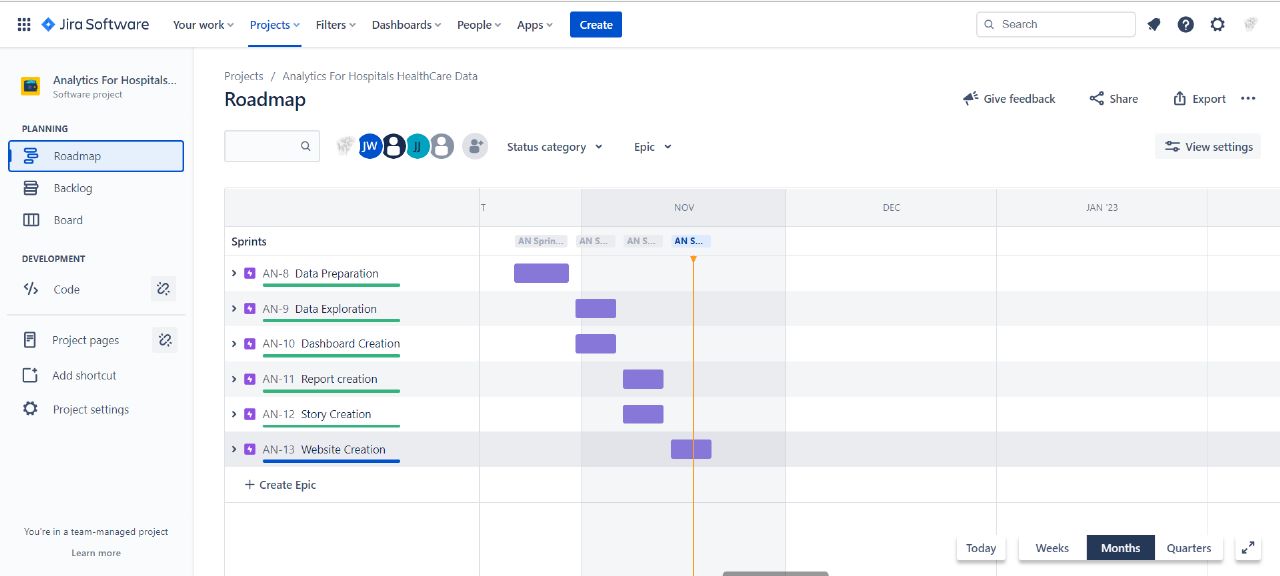 Jira Software Your work Projects Filters Dashboards People Apps Create Search
Analytics For Hospitals...
Software project
PLANNING
Roadmap
Backlog
Board
DEVELOPMENT
Code
Project pages
Add shortcut
Project settings
You're in a team-managed project
Learn more
Projects / Analytics For Hospitals HealthCare Data
Roadmap
Give feedback Share Export
JW JJ Status category Epic View settings
T NOV DEC JAN '23
Sprints AN Sprin... AN S... AN S... AN S...
AN-8 Data Preparation
AN-9 Data Exploration
AN-10 Dashboard Creation
AN-11 Report creation
AN-12 Story Creation
AN-13 Website Creation
+ Create Epic
Today Weeks Months Quarters